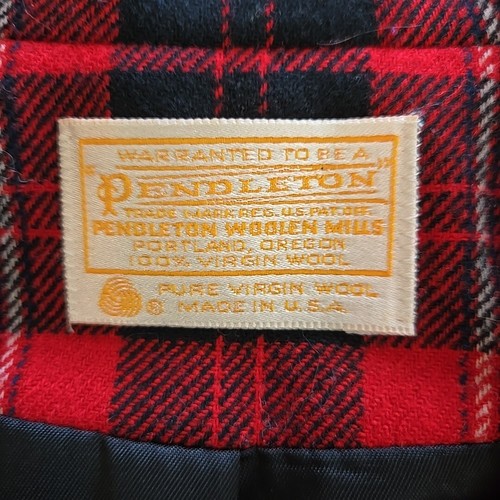 WARRANTED TO BE A
"PENDLETON"
TRADE MARK REG. U.S. PAT. OFF.
PENDLETON WOOLEN MILLS
PORTLAND, OREGON
100% VIRGIN WOOL
PURE VIRGIN WOOL
® MADE IN U.S.A.